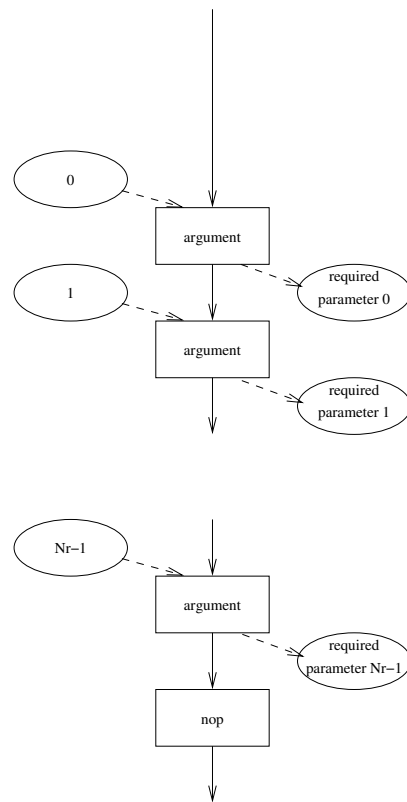 0
argument
required
parameter 0
1
argument
required
parameter 1
Nr−1
argument
required
parameter Nr−1
nop